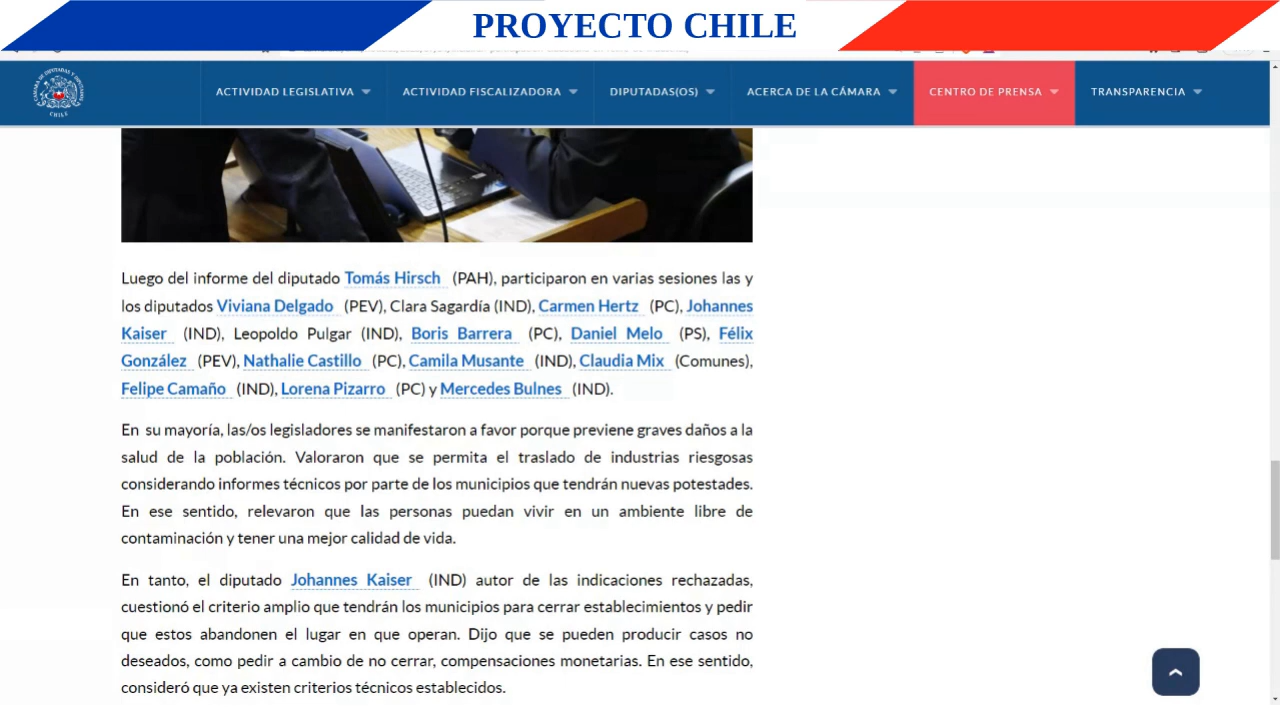 PROYECTO CHILE
CÁMARA DE DIPUTADAS Y DIPUTADOS
CHILE
ACTIVIDAD LEGISLATIVA
ACTIVIDAD FISCALIZADORA
DIPUTADAS(OS)
ACERCA DE LA CÁMARA
CENTRO DE PRENSA
TRANSPARENCIA
Luego del informe del diputado Tomás Hirsch (PAH), participaron en varias sesiones las y
los diputados Viviana Delgado (PEV), Clara Sagardía (IND), Carmen Hertz (PC), Johannes
Kaiser (IND), Leopoldo Pulgar (IND), Boris Barrera (PC), Daniel Melo (PS), Félix
González (PEV), Nathalie Castillo (PC), Camila Musante (IND), Claudia Mix (Comunes),
Felipe Camaño (IND), Lorena Pizarro (PC) y Mercedes Bulnes (IND).
En su mayoría, las/os legisladores se manifestaron a favor porque previene graves daños a la
salud de la población. Valoraron que se permita el traslado de industrias riesgosas
considerando informes técnicos por parte de los municipios que tendrán nuevas potestades.
En ese sentido, relevaron que las personas puedan vivir en un ambiente libre de
contaminación y tener una mejor calidad de vida.
En tanto, el diputado Johannes Kaiser (IND) autor de las indicaciones rechazadas,
cuestionó el criterio amplio que tendrán los municipios para cerrar establecimientos y pedir
que estos abandonen el lugar en que operan. Dijo que se pueden producir casos no
deseados, como pedir a cambio de no cerrar, compensaciones monetarias. En ese sentido,
consideró que ya existen criterios técnicos establecidos.